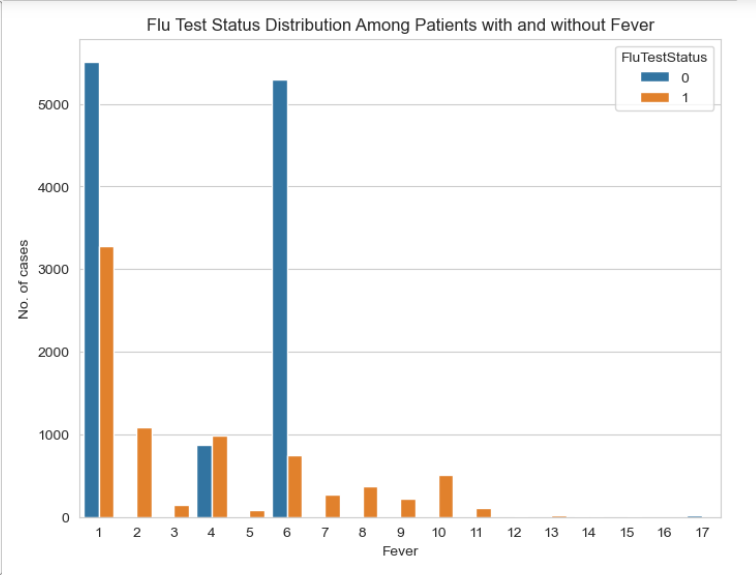 Flu Test Status Distribution Among Patients with and without Fever
FluTestStatus
0
1
5000
4000
3000
2000
1000
0
No. of cases
1 2 3 4 5 6 7 8 9 10 11 12 13 14 15 16 17
Fever